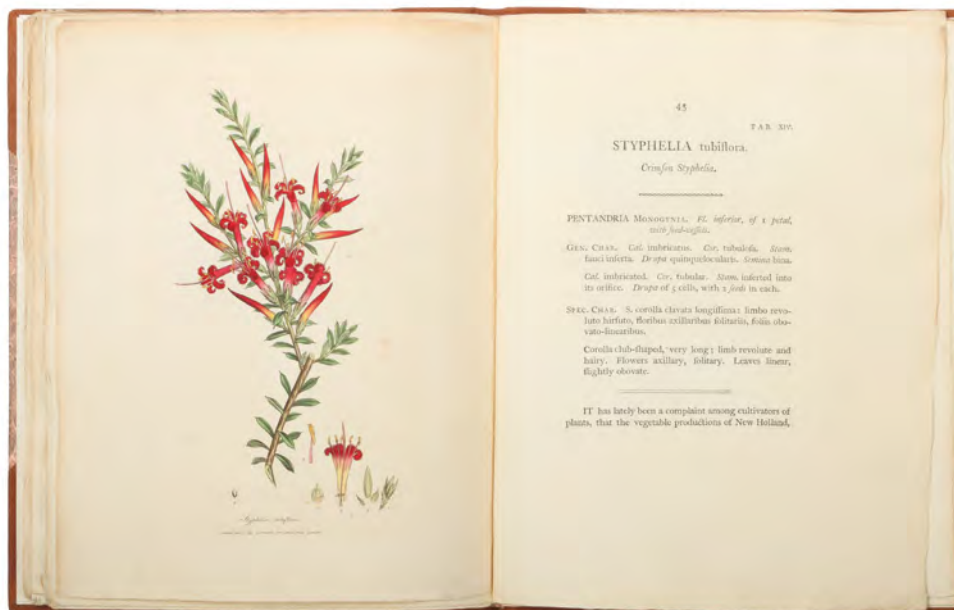 Styphelia tubiflora
45
TAB. XIV.
STYPHELIA tubiflora.
Crimſon Styphelia.
PENTANDRIA MONOGYNIA. Fl. inferior, of 1 petal,
with ſeed-veſſels.
GEN. CHAR. Cal. imbricatus. Cor. tubuloſa. Stam.
fauci inſerta. Drupa quinquelocularis. Semina bina.
Cal. imbricated. Cor. tubular. Stam. inſerted into
its orifice. Drupa of 5 cells, with 2 ſeeds in each.
SPEC. CHAR. S. corolla clavata longiſſima: limbo revo-
luto hirſuto, floribus axillaribus ſolitariis, foliis obo-
vato-linearibus.
Corolla club-ſhaped, very long; limb revolute and
hairy. Flowers axillary, ſolitary. Leaves linear,
ſlightly obovate.
IT has lately been a complaint among cultivators of
plants, that the vegetable productions of New Holland,